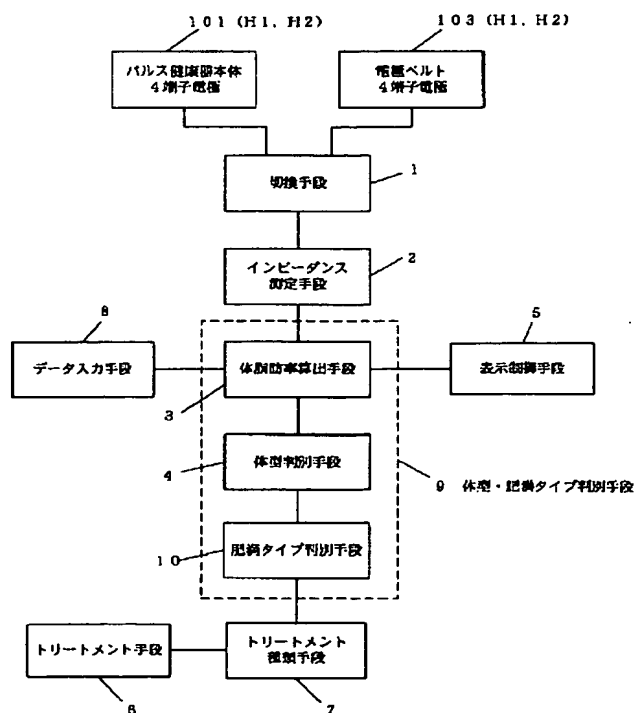 101 (H1, H2)
103 (H1, H2)
パルス健康器本体
4端子電極
電極ベルト
4端子電極
切換手段
1
インピーダンス
測定手段
2
8
5
データ入力手段
体脂肪率算出手段
表示制御手段
3
体型判別手段
4
9 体型・肥満タイプ判別手段
肥満タイプ判別手段
10
トリートメント手段
トリートメント
種類手段
6
7